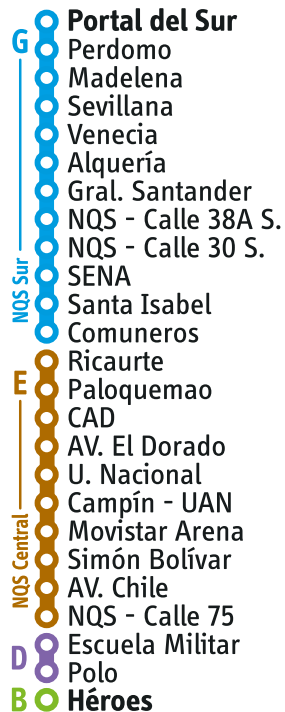 G
NQS Sur
Portal del Sur
Perdomo
Madelena
Sevillana
Venecia
Alquería
Gral. Santander
NQS - Calle 38A S.
NQS - Calle 30 S.
SENA
Santa Isabel
Comuneros
E
NQS Central
Ricaurte
Paloquemao
CAD
AV. El Dorado
U. Nacional
Campín - UAN
Movistar Arena
Simón Bolívar
AV. Chile
NQS - Calle 75
D
Escuela Militar
Polo
B
Héroes